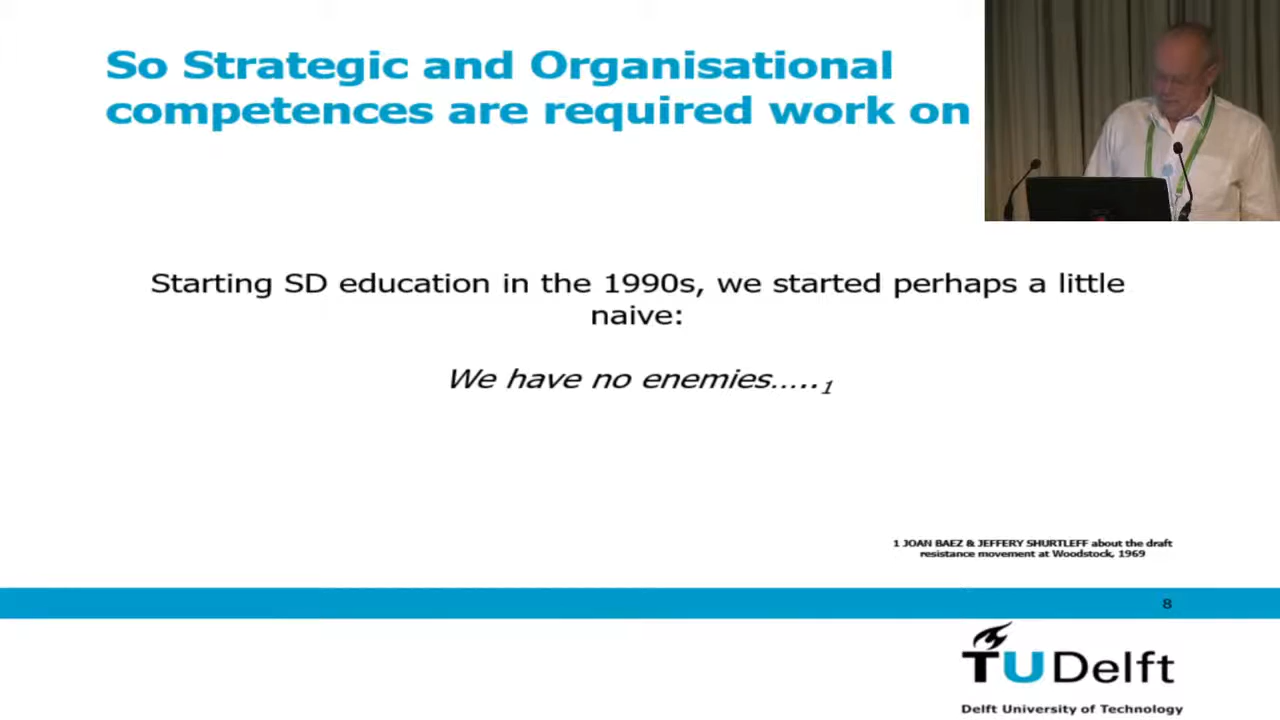 So Strategic and Organisational
competences are required work on
Starting SD education in the 1990s, we started perhaps a little
naive:
We have no enemies.....1
1 JOAN BAEZ & JEFFERY SHURTLEFF about the draft
resistance movement at Woodstock, 1969
8
TUDelft
Delft University of Technology